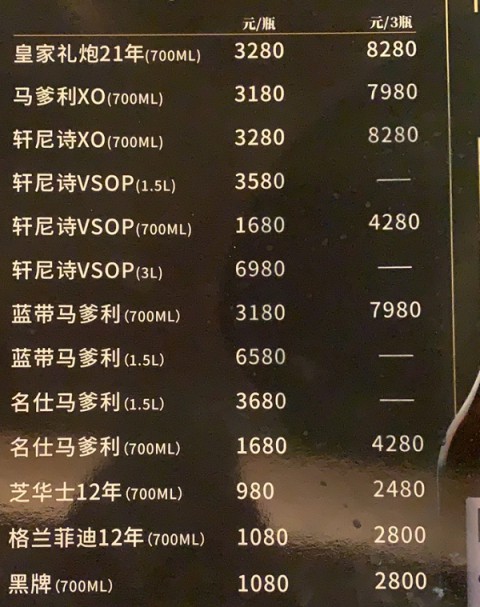 元/瓶 元/3瓶
皇家礼炮21年(700ML) 3280 8280
马爹利XO(700ML) 3180 7980
轩尼诗XO(700ML) 3280 8280
轩尼诗VSOP(1.5L) 3580 —
轩尼诗VSOP(700ML) 1680 4280
轩尼诗VSOP(3L) 6980 —
蓝带马爹利(700ML) 3180 7980
蓝带马爹利(1.5L) 6580 —
名仕马爹利(1.5L) 3680 —
名仕马爹利(700ML) 1680 4280
芝华士12年(700ML) 980 2480
格兰菲迪12年(700ML) 1080 2800
黑牌(700ML) 1080 2800